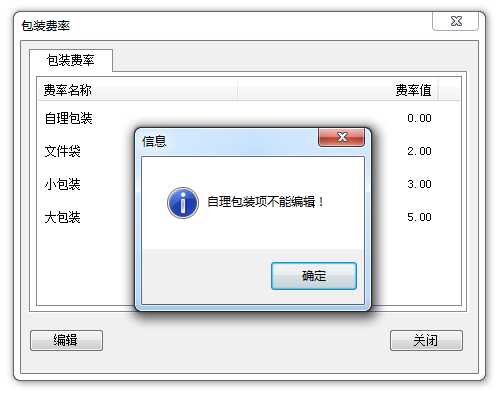 包装费率
包装费率
费率名称 费率值
自理包装 0.00
文件袋 2.00
小包装 3.00
大包装 5.00
信息
自理包装项不能编辑！
确定
编辑 关闭